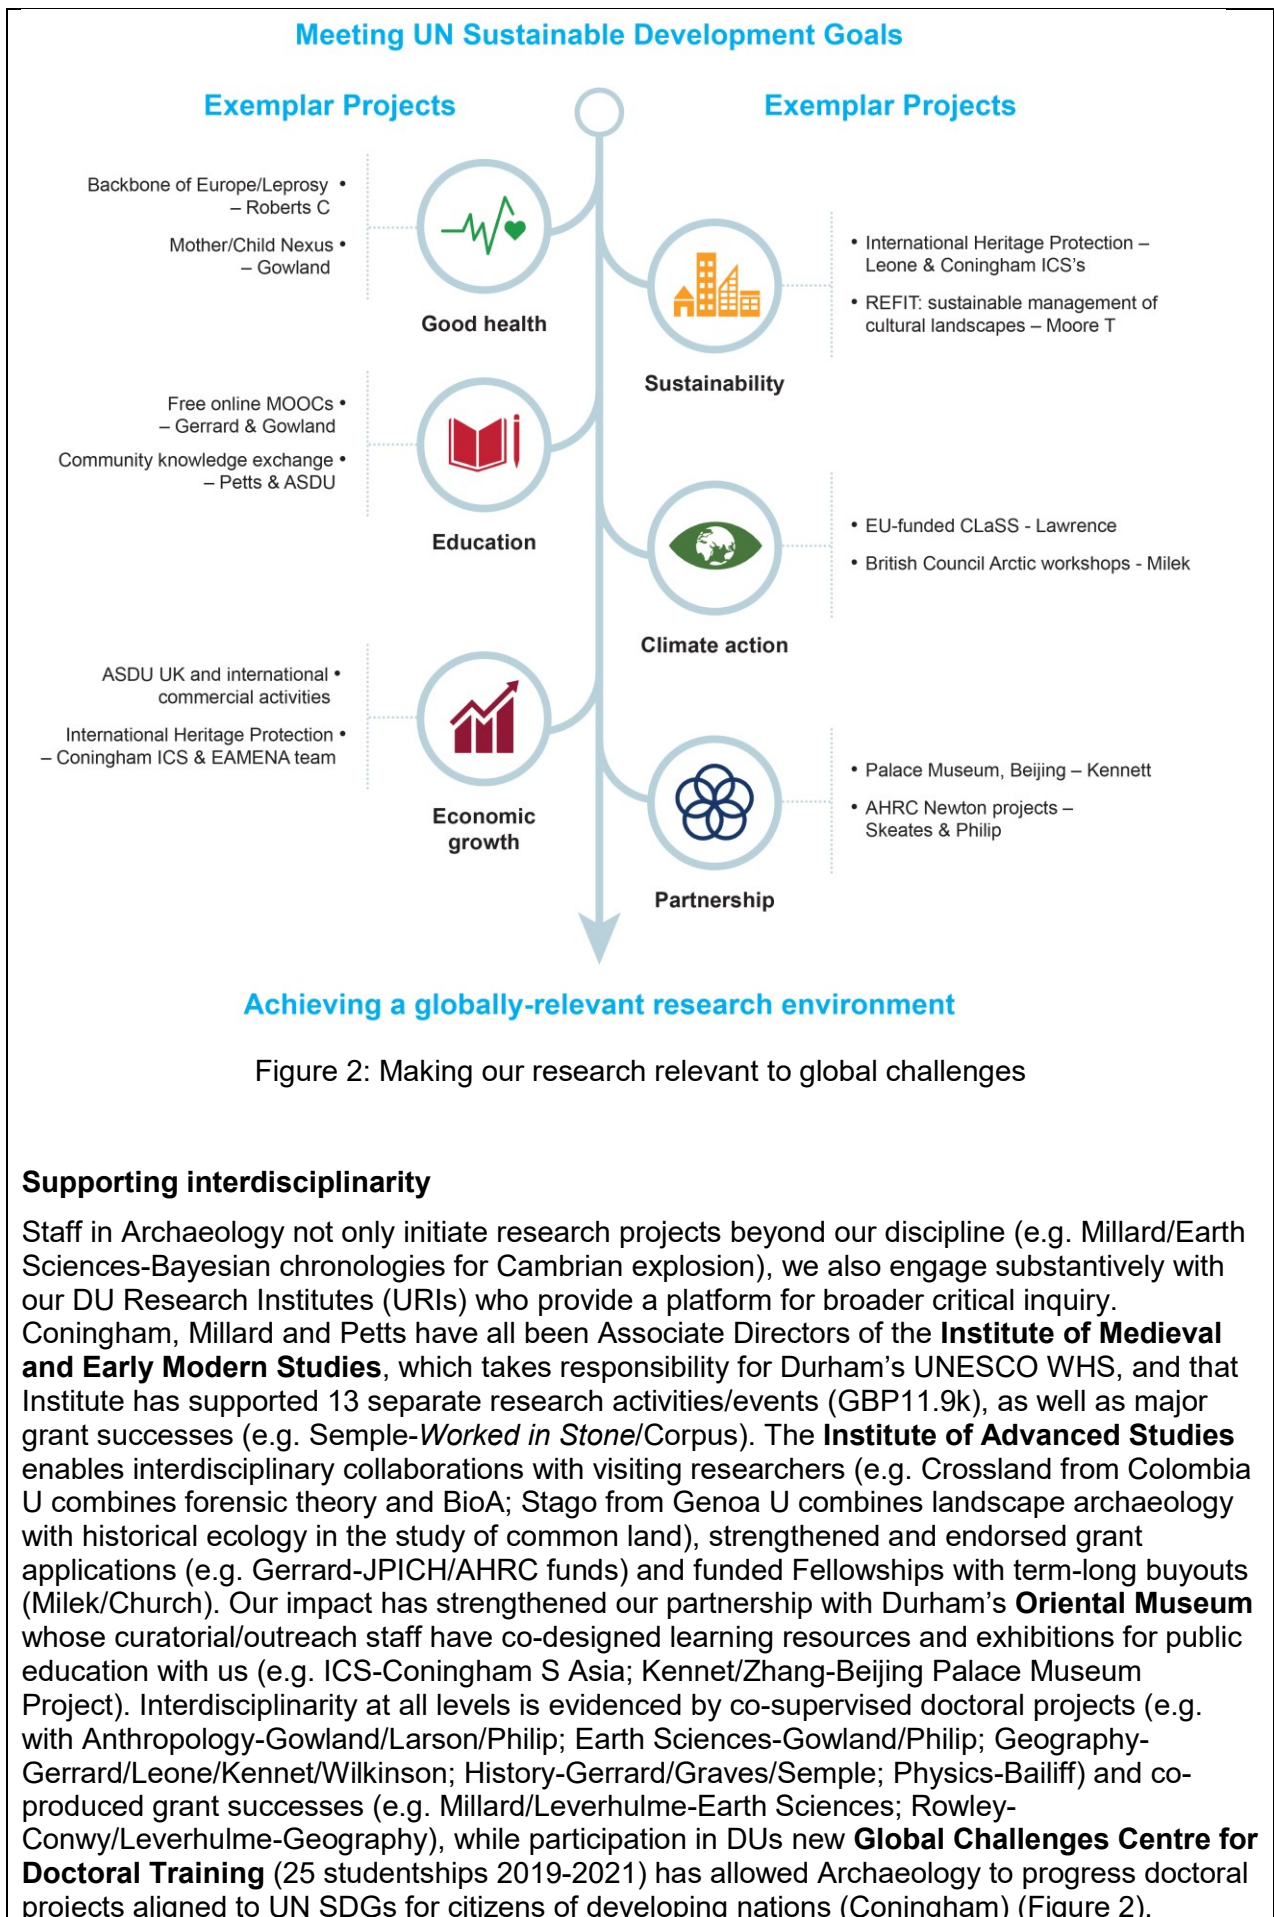 Meeting UN Sustainable Development Goals
Exemplar Projects
Exemplar Projects
Backbone of Europe/Leprosy •
– Roberts C
Mother/Child Nexus •
– Gowland
Good health
• International Heritage Protection –
Leone & Coningham ICS's
• REFIT: sustainable management of
cultural landscapes – Moore T
Sustainability
Free online MOOCs •
– Gerrard & Gowland
Community knowledge exchange •
– Petts & ASDU
Education
• EU-funded CLaSS - Lawrence
• British Council Arctic workshops - Milek
Climate action
ASDU UK and international •
commercial activities
International Heritage Protection •
– Coningham ICS & EAMENA team
Economic
growth
• Palace Museum, Beijing – Kennett
• AHRC Newton projects –
Skeates & Philip
Partnership
Achieving a globally-relevant research environment
Figure 2: Making our research relevant to global challenges
Supporting interdisciplinarity
Staff in Archaeology not only initiate research projects beyond our discipline (e.g. Millard/Earth
Sciences-Bayesian chronologies for Cambrian explosion), we also engage substantively with
our DU Research Institutes (URIs) who provide a platform for broader critical inquiry.
Coningham, Millard and Petts have all been Associate Directors of the Institute of Medieval
and Early Modern Studies, which takes responsibility for Durham's UNESCO WHS, and that
Institute has supported 13 separate research activities/events (GBP11.9k), as well as major
grant successes (e.g. Semple-Worked in Stone/Corpus). The Institute of Advanced Studies
enables interdisciplinary collaborations with visiting researchers (e.g. Crossland from Colombia
U combines forensic theory and BioA; Stago from Genoa U combines landscape archaeology
with historical ecology in the study of common land), strengthened and endorsed grant
applications (e.g. Gerrard-JPICH/AHRC funds) and funded Fellowships with term-long buyouts
(Milek/Church). Our impact has strengthened our partnership with Durham's Oriental Museum
whose curatorial/outreach staff have co-designed learning resources and exhibitions for public
education with us (e.g. ICS-Coningham S Asia; Kennet/Zhang-Beijing Palace Museum
Project). Interdisciplinarity at all levels is evidenced by co-supervised doctoral projects (e.g.
with Anthropology-Gowland/Larson/Philip; Earth Sciences-Gowland/Philip; Geography-
Gerrard/Leone/Kennet/Wilkinson; History-Gerrard/Graves/Semple; Physics-Bailiff) and co-
produced grant successes (e.g. Millard/Leverhulme-Earth Sciences; Rowley-
Conwy/Leverhulme-Geography), while participation in DUs new Global Challenges Centre for
Doctoral Training (25 studentships 2019-2021) has allowed Archaeology to progress doctoral
projects aligned to UN SDGs for citizens of developing nations (Coningham) (Figure 2).